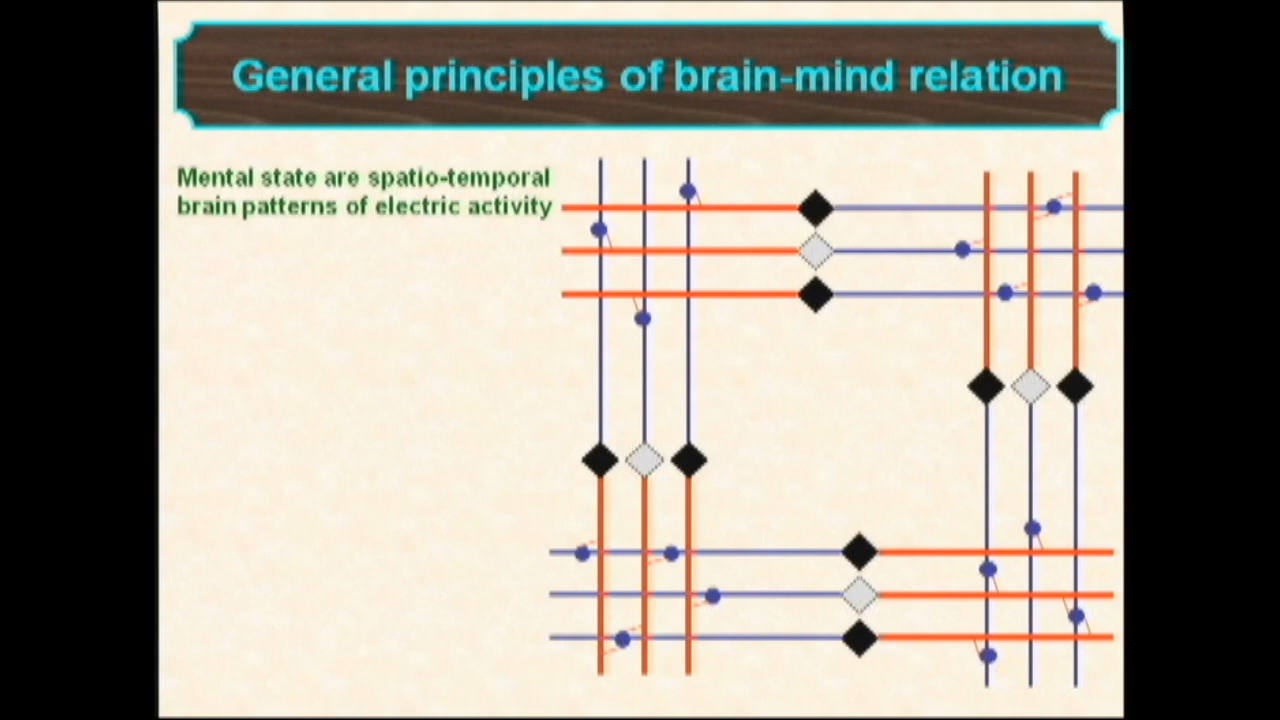 General principles of brain-mind relation
Mental state are spatio-temporal
brain patterns of electric activity